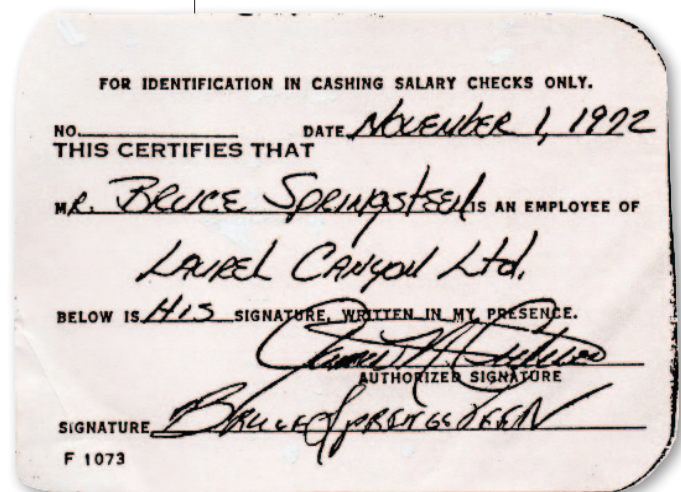 FOR IDENTIFICATION IN CASHING SALARY CHECKS ONLY.
NO. DATE NOVEMBER 1, 1972
THIS CERTIFIES THAT
MR. BRUCE SPRINGSTEEN IS AN EMPLOYEE OF
LAUREL CANYON Ltd.
BELOW IS HIS SIGNATURE, WRITTEN IN MY PRESENCE.
AUTHORIZED SIGNATURE
SIGNATURE BRUCE SPRINGSTEEN
F 1073